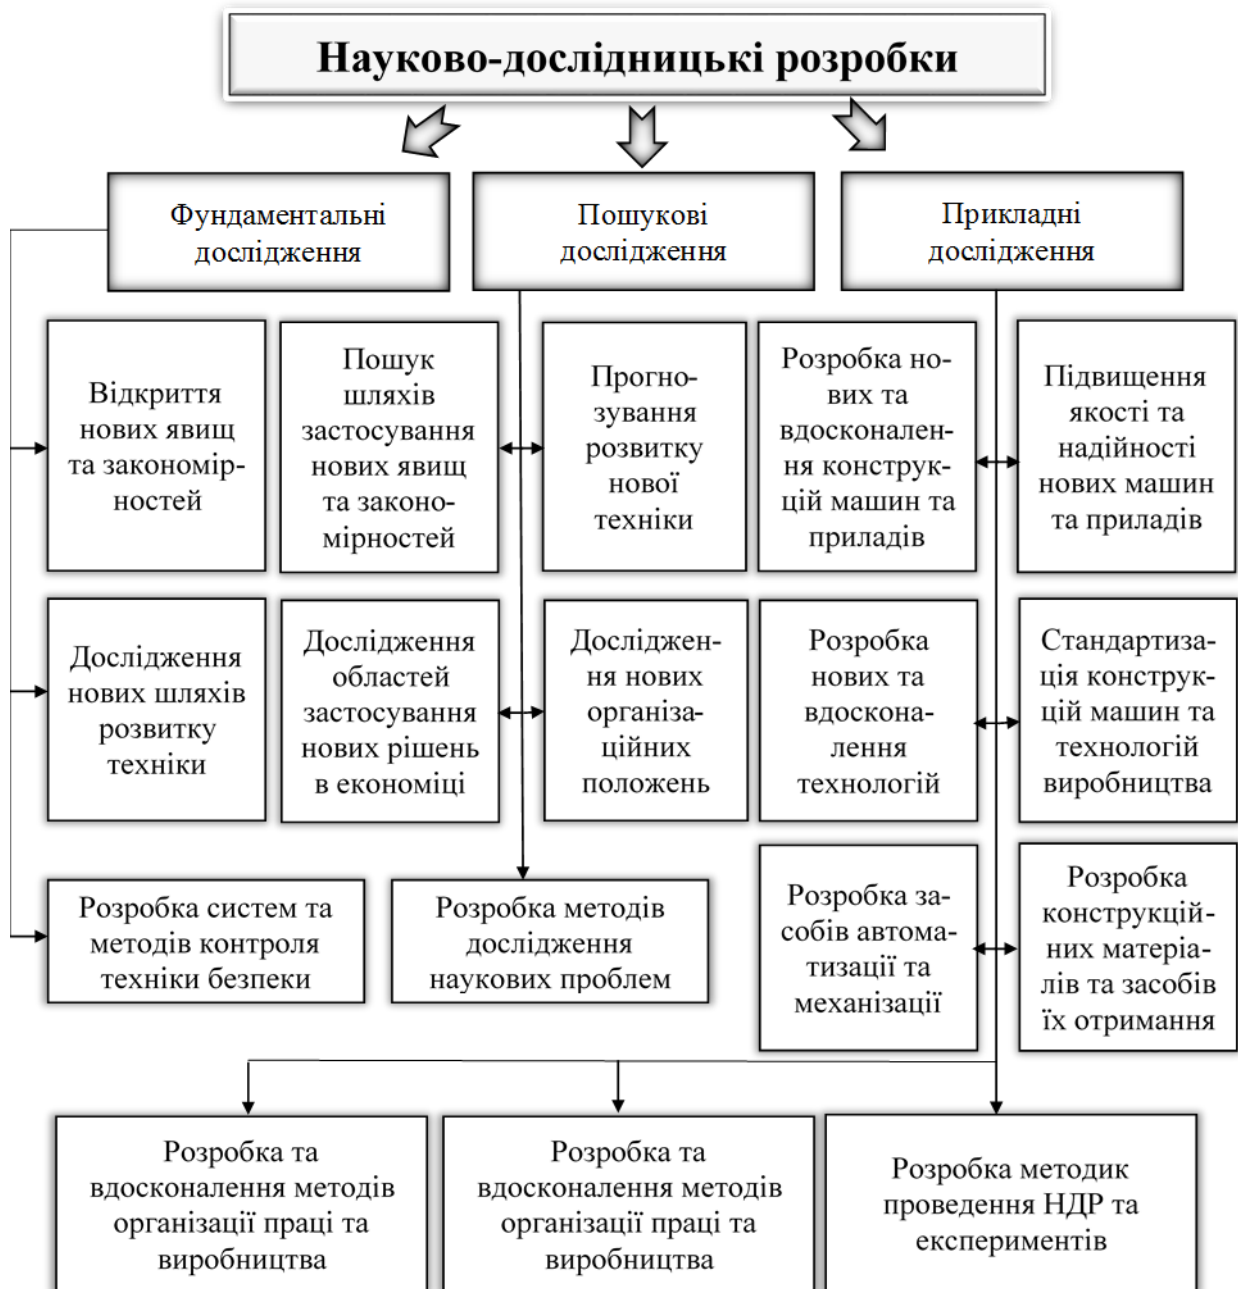 Науково-дослідницькі розробки
Фундаментальні
дослідження
Пошукові
дослідження
Прикладні
дослідження
Відкриття
нових явищ
та закономір-
ностей
Пошук
шляхів
застосування
нових явищ
та законо-
мірностей
Прогно-
зування
розвитку
нової
техніки
Розробка но-
вих та
вдосконален-
ня конструк-
цій машин та
приладів
Підвищення
якості та
надійності
нових машин
та приладів
Дослідження
нових шляхів
розвитку
техніки
Дослідження
областей
застосування
нових рішень
в економіці
Дослiджен-
ня нових
організа-
ційних
положень
Розробка
нових та
вдоскона-
лення
технологій
Стандартиза-
ція конструк-
цій машин та
технологій
виробництва
Розробка систем та
методів контроля
техніки безпеки
Розробка методів
дослідження
наукових проблем
Розробка за-
собів автома-
тизації та
механізації
Розробка
конструкцій-
них матеріа-
лів та засобів
їх отримання
Розробка та
вдосконалення методів
організації праці та
виробництва
Розробка та
вдосконалення методів
організації праці та
виробництва
Розробка методик
проведення НДР та
експериментів